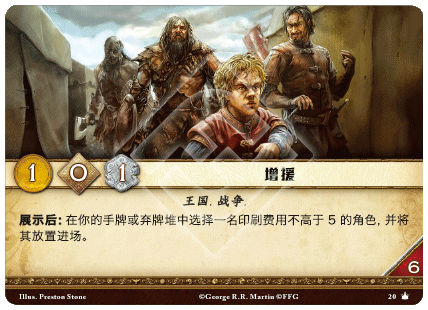 1 0 1 增援
王国. 战争.
展示后: 在你的手牌或弃牌堆中选择一名印刷费用不高于 5 的角色, 并将
其放置进场。
6
Illus. Preston Stone ©George R.R. Martin ©FFG 20